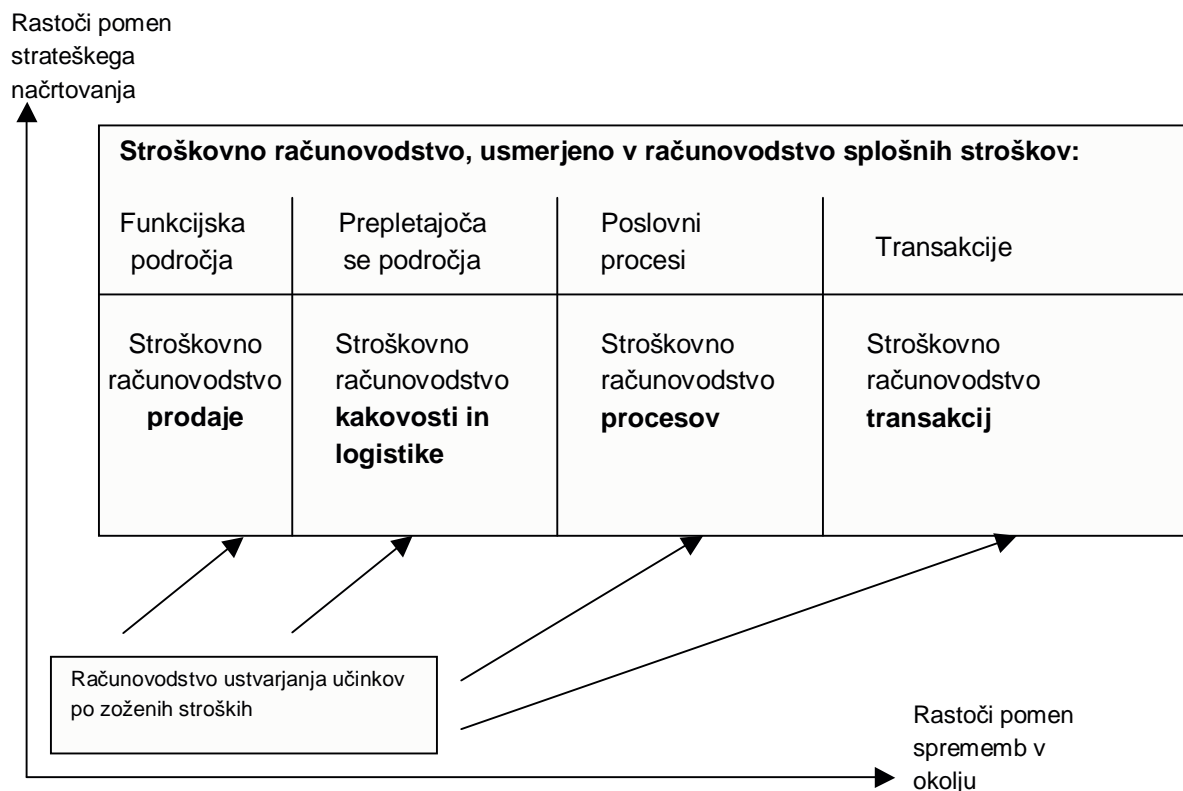 Rastoči pomen
strateškega
načrtovanja
Stroškovno računovodstvo, usmerjeno v računovodstvo splošnih stroškov:
Funkcijska
področja
Prepletajoča
se področja
Poslovni
procesi
Transakcije
Stroškovno
računovodstvo
prodaje
Stroškovno
računovodstvo
kakovosti in
logistike
Stroškovno
računovodstvo
procesov
Stroškovno
računovodstvo
transakcij
Računovodstvo ustvarjanja učinkov
po zoženih stroških
Rastoči pomen
sprememb v
okolju